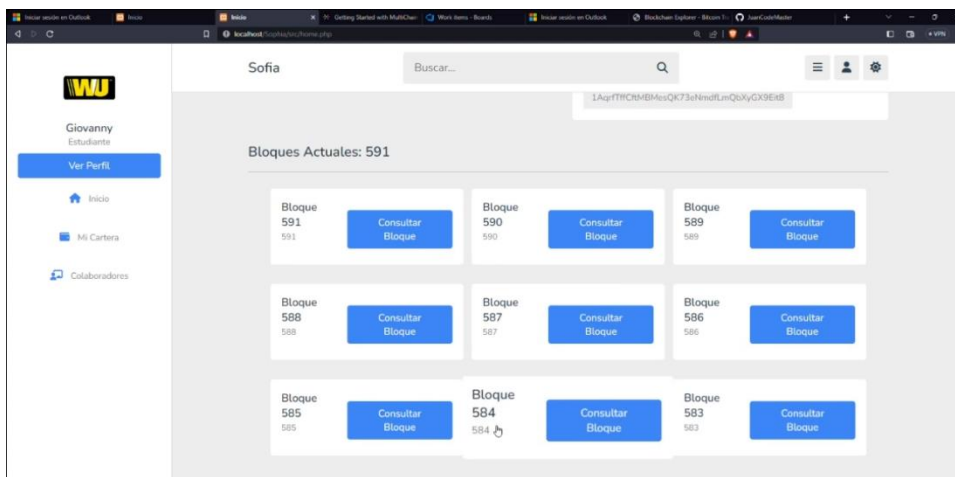 Iniciar sesión en Outlook
Inicio
Inicio
Getting Started with MultiChain
Work items - Boards
Iniciar sesión en Outlook
Blockchain Explorer - Bitcoin Tr
JuanCodeMaster
localhost/Sophia/src/home.php
VPN
WU
Giovanny
Estudiante
Ver Perfil
Inicio
Mi Cartera
Colaboradores
Sofia
Buscar...
Bloques Actuales: 591
Bloque
591
591
Consultar
Bloque
Bloque
590
590
Consultar
Bloque
Bloque
589
589
Consultar
Bloque
Bloque
588
588
Consultar
Bloque
Bloque
587
587
Consultar
Bloque
Bloque
586
586
Consultar
Bloque
Bloque
585
585
Consultar
Bloque
Bloque
584
584
Consultar
Bloque
Bloque
583
583
Consultar
Bloque